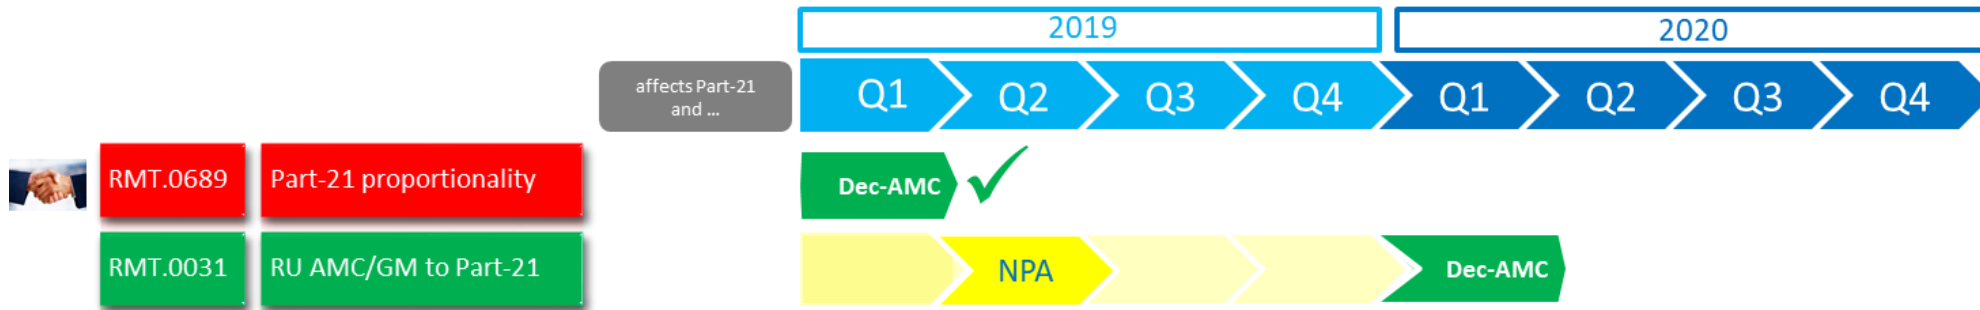 2019
2020
affects Part-21
and ...
Q1
Q2
Q3
Q4
Q1
Q2
Q3
Q4
RMT.0689
Part-21 proportionality
Dec-AMC
RMT.0031
RU AMC/GM to Part-21
NPA
Dec-AMC